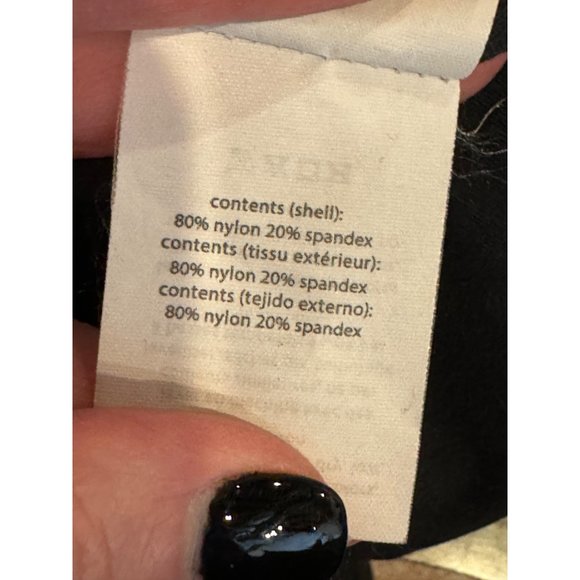 contents (shell):
80% nylon 20% spandex
contents (tissu extérieur):
80% nylon 20% spandex
contents (tejido externo):
80% nylon 20% spandex